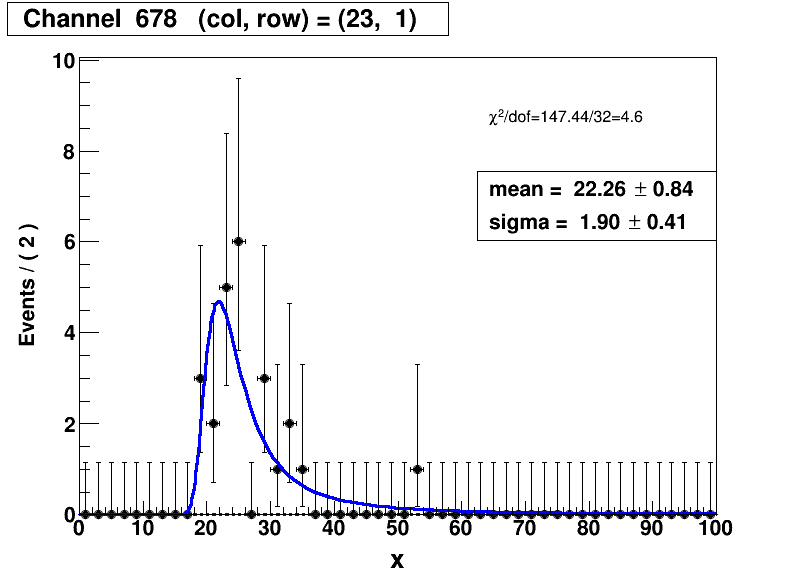 Channel 678 (col, row) = (23, 1)
χ²/dof=147.44/32=4.6
mean = 22.26 ± 0.84
sigma = 1.90 ± 0.41
Events / ( 2 )
10
8
6
4
2
0
0 10 20 30 40 50 60 70 80 90 100
x